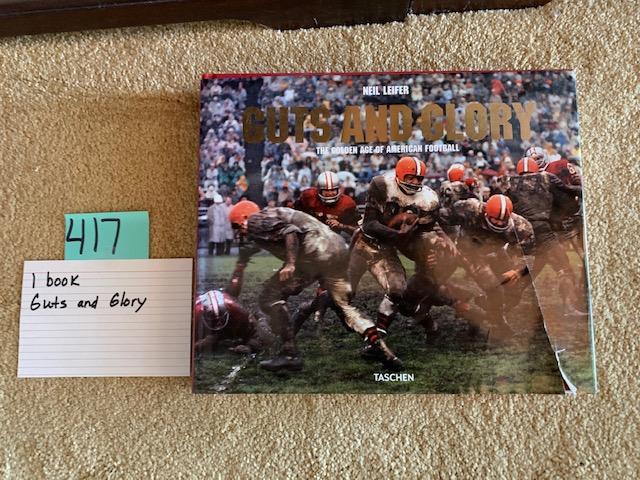 NEIL LEIFER
GUTS AND GLORY
THE GOLDEN AGE OF AMERICAN FOOTBALL
TASCHEN
417
1 book
Guts and Glory